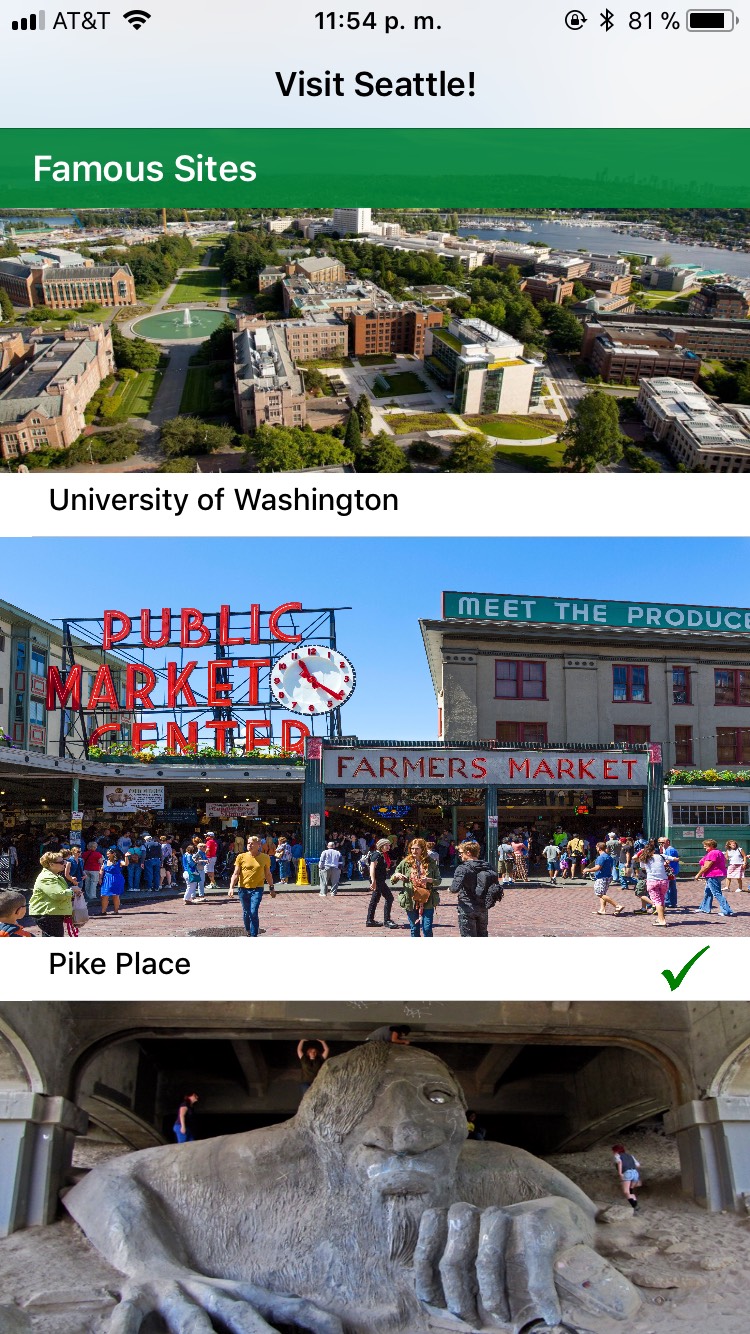 AT&T 11:54 p. m. 81 %
Visit Seattle!
Famous Sites
University of Washington
PUBLIC
MARKET
CENTER
MEET THE PRODUCE
FARMERS MARKET
Pike Place